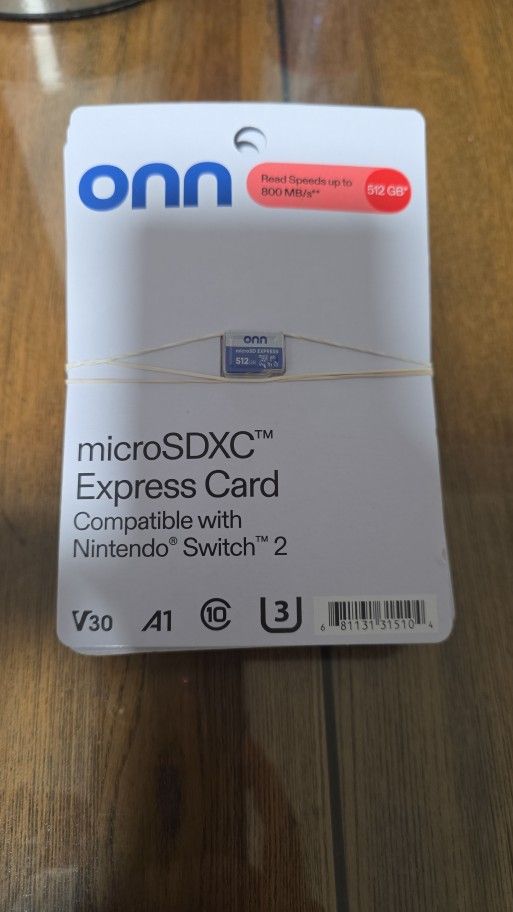 onn
Read Speeds up to
800 MB/s**
512 GB*
onn
microSD EXPRESS
512
microSDXC™
Express Card
Compatible with
Nintendo® Switch™ 2
V30 A1 10 3
6 81131 31510 4